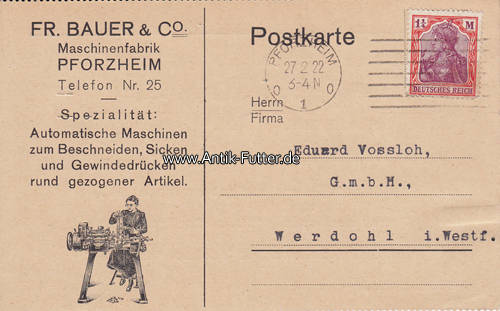 FR. BAUER & CO.
Maschinenfabrik
PFORZHEIM
Telefon Nr. 25
Spezialität:
Automatische Maschinen
zum Beschneiden, Sicken
und Gewindedrücken
rund gezogener Artikel.
Postkarte
PFORZHEIM
27.2.22
3-4N
1
1¼ M
DEUTSCHES REICH
Herrn
Firma
www.Antik-Futter.de
Eduard Vossloh,
G.m.b.H.,
Werdohl i.Westf.